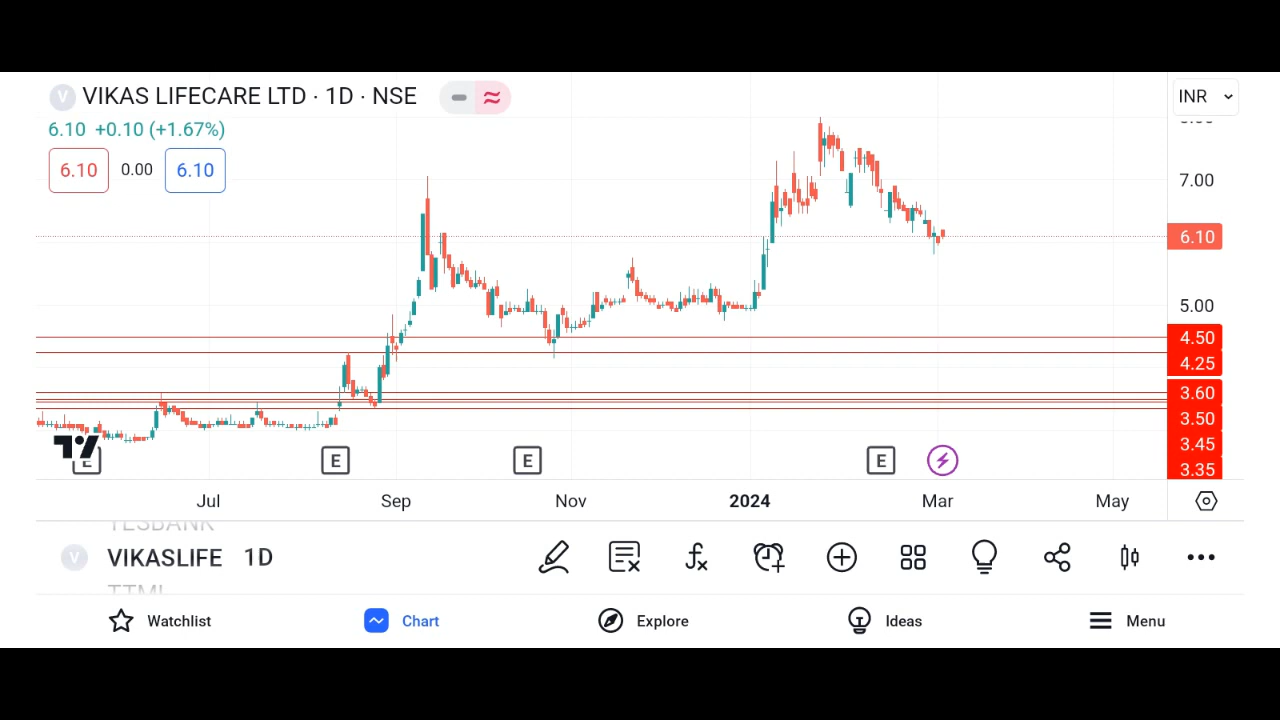 VIKAS LIFECARE LTD · 1D · NSE
INR
6.10 +0.10 (+1.67%)
6.10 0.00 6.10
7.00
6.10
5.00
4.50
4.25
3.60
3.50
3.45
3.35
E E E E
Jul Sep Nov 2024 Mar May
YESBANK
V VIKASLIFE 1D
TTML
Watchlist Chart Explore Ideas Menu